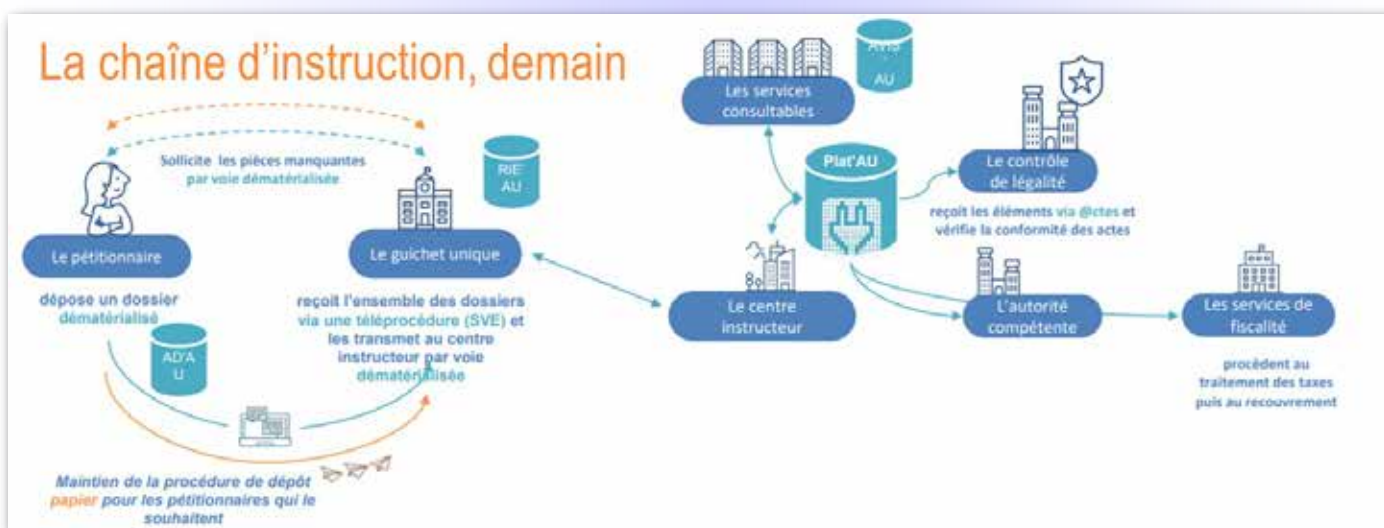 La chaîne d'instruction, demain
Sollicite les pièces manquantes
par voie dématérialisée
Le pétitionnaire
dépose un dossier
dématérialisé
AD'A
U
Maintien de la procédure de dépôt
papier pour les pétitionnaires qui le
souhaitent
RIE'
AU
Le guichet unique
reçoit l'ensemble des dossiers
via une téléprocédure (SVE) et
les transmet au centre
instructeur par voie
dématérialisée
Les services
consultables
AVIS
'
AU
Plat'AU
Le centre
instructeur
Le contrôle
de légalité
reçoit les éléments via @ctes et
vérifie la conformité des actes
L'autorité
compétente
Les services de
fiscalité
procèdent au
traitement des taxes
puis au recouvrement